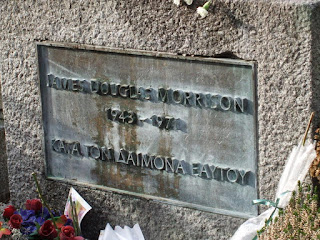 JAMES DOUGLAS MORRISON
1943 - 1971
ΚΑΤΑ ΤΟΝ ΔΑΙΜΟΝΑ ΕΑΥΤΟΥ